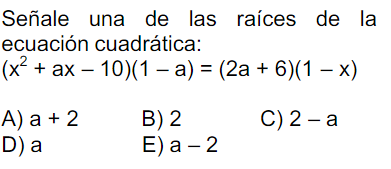 Señale una de las raíces de la
ecuación cuadrática:
(x² + ax – 10)(1 – a) = (2a + 6)(1 – x)
A) a + 2 B) 2 C) 2 – a
D) a E) a – 2